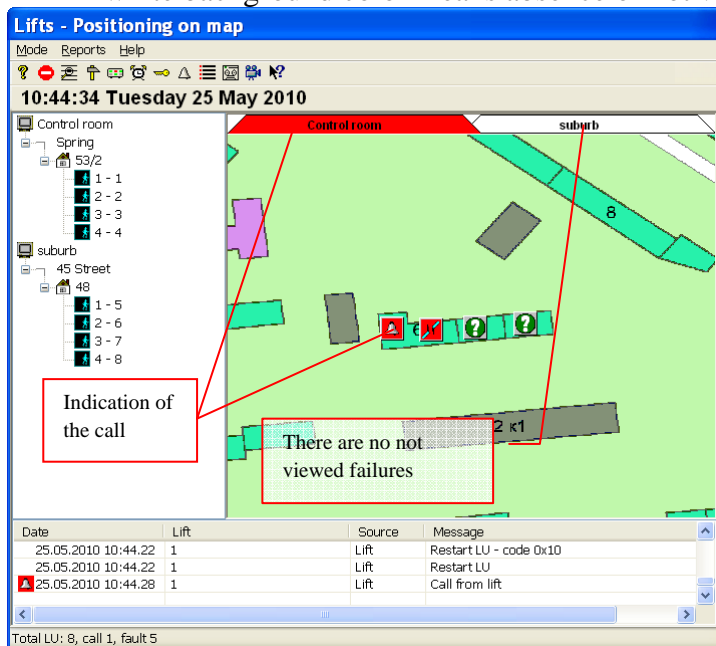 Lifts - Positioning on map
Mode Reports Help
10:44:34 Tuesday 25 May 2010
Control room
Spring
53/2
1 - 1
2 - 2
3 - 3
4 - 4
suburb
45 Street
48
1 - 5
2 - 6
3 - 7
4 - 8
Control room suburb
8
6
2 к1
Indication of
the call
There are no not
viewed failures
Date Lift Source Message
25.05.2010 10:44.22 1 Lift Restart LU - code 0x10
25.05.2010 10:44.22 1 Lift Restart LU
25.05.2010 10:44.28 1 Lift Call from lift
Total LU: 8, call 1, fault 5